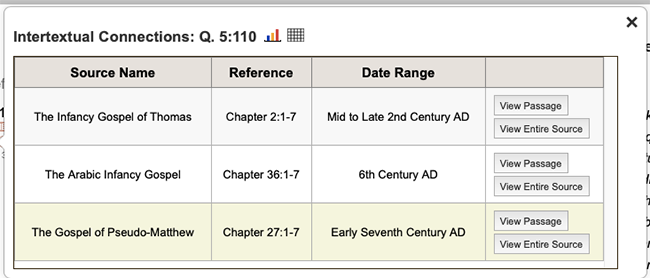 Intertextual Connections: Q. 5:110
Source Name Reference Date Range
The Infancy Gospel of Thomas Chapter 2:1-7 Mid to Late 2nd Century AD
View Passage
View Entire Source
The Arabic Infancy Gospel Chapter 36:1-7 6th Century AD
View Passage
View Entire Source
The Gospel of Pseudo-Matthew Chapter 27:1-7 Early Seventh Century AD
View Passage
View Entire Source